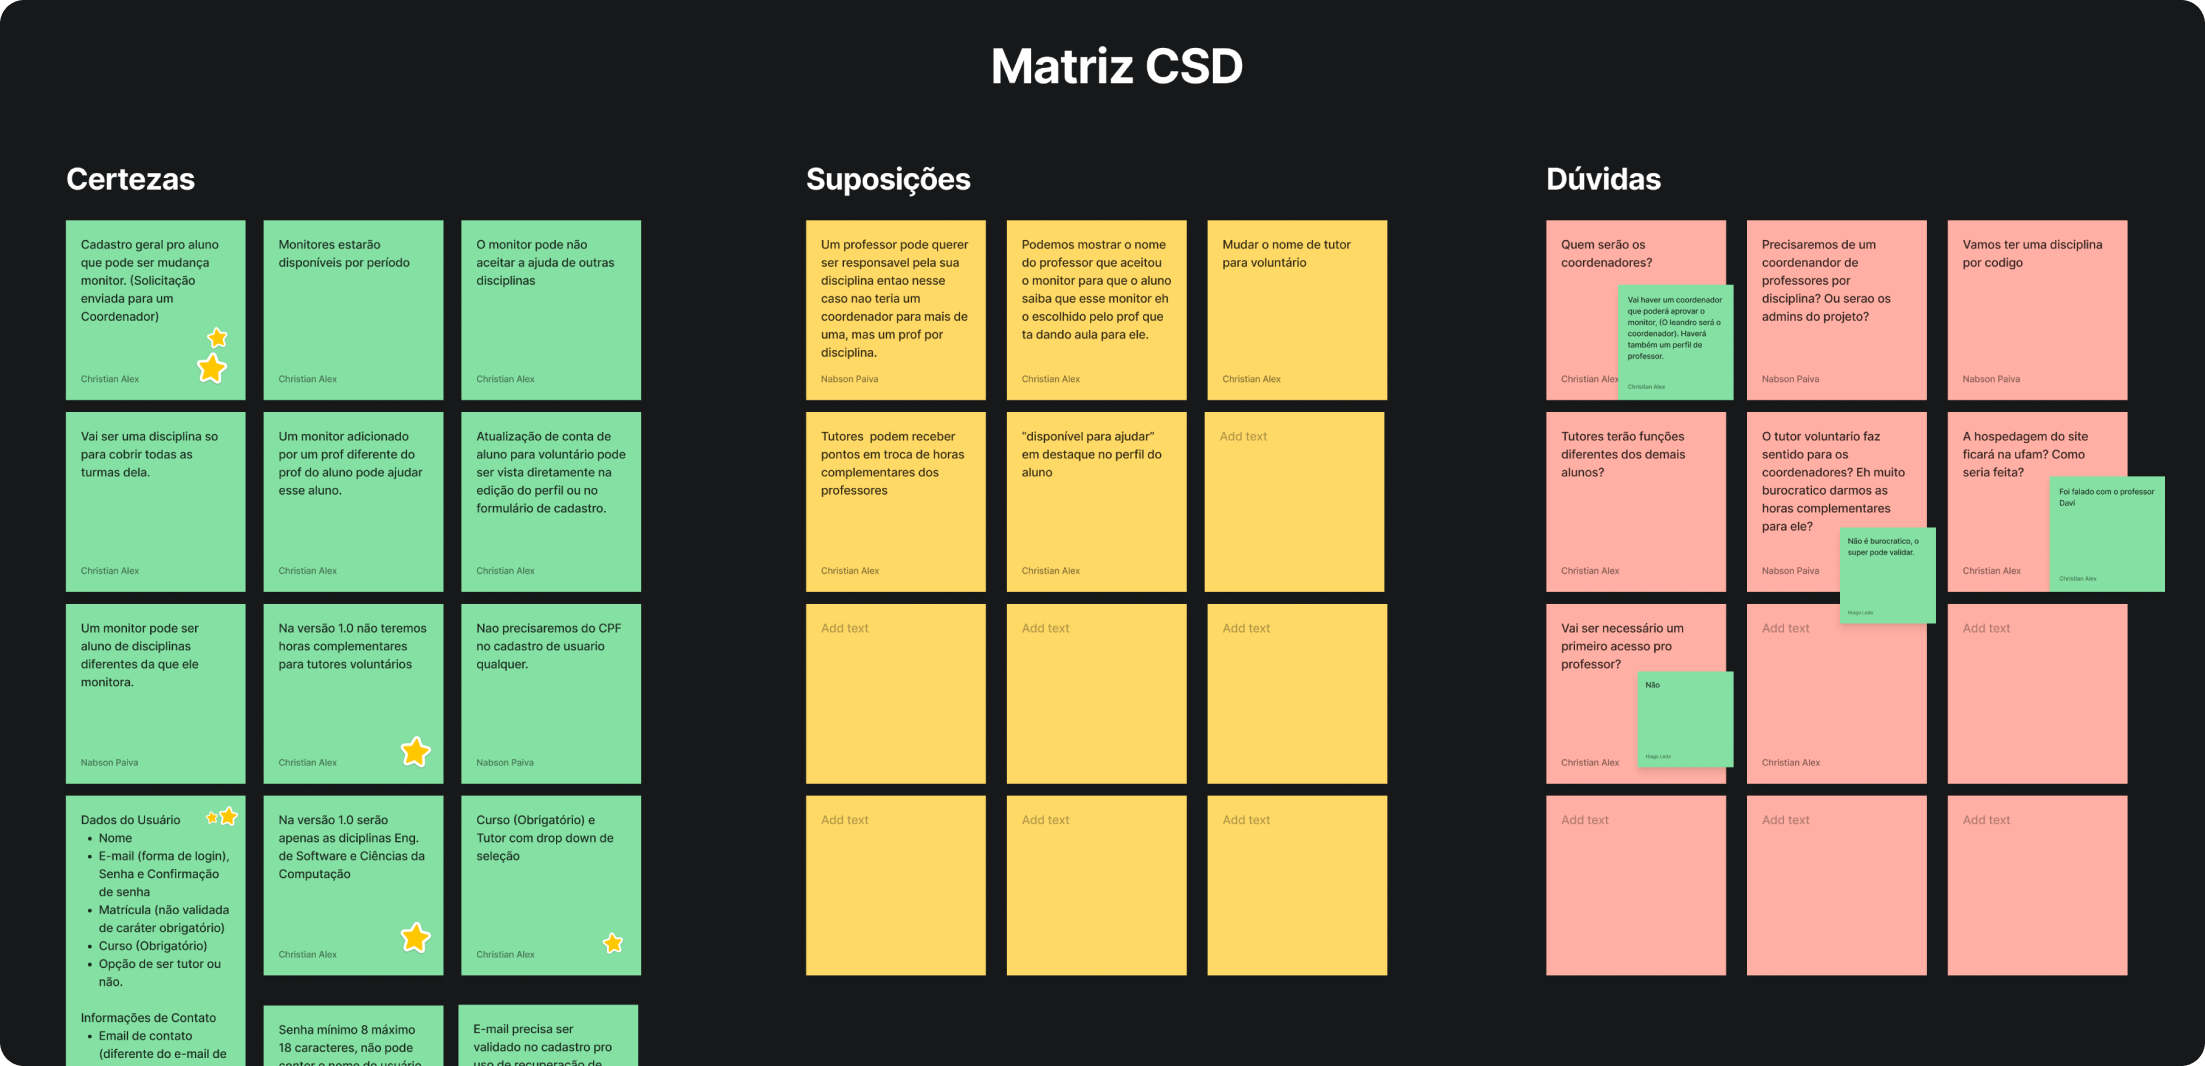 Matriz CSD
Certezas
Cadastro geral pro aluno
que pode ser mudança
monitor. (Solicitação
enviada para um
Coordenador)
Christian Alex
Monitores estarão
disponíveis por período
Christian Alex
O monitor pode não
aceitar a ajuda de outras
disciplinas
Christian Alex
Vai ser uma disciplina so
para cobrir todas as
turmas dela.
Christian Alex
Um monitor adicionado
por um prof diferente do
prof do aluno pode ajudar
esse aluno.
Christian Alex
Atualização de conta de
aluno para voluntário pode
ser vista diretamente na
edição do perfil ou no
formulário de cadastro.
Christian Alex
Um monitor pode ser
aluno de disciplinas
diferentes da que ele
monitora.
Nabson Paiva
Na versão 1.0 não teremos
horas complementares
para tutores voluntários
Christian Alex
Nao precisaremos do CPF
no cadastro de usuario
qualquer.
Nabson Paiva
Dados do Usuário
• Nome
• E-mail (forma de login),
Senha e Confirmação
de senha
• Matrícula (não validada
de caráter obrigatório)
• Curso (Obrigatório)
• Opção de ser tutor ou
não.
Informações de Contato
• Email de contato
(diferente do e-mail de
Na versão 1.0 serão
apenas as diciplinas Eng.
de Software e Ciências da
Computação
Christian Alex
Curso (Obrigatório) e
Tutor com drop down de
seleção
Christian Alex
Senha mínimo 8 máximo
18 caracteres, não pode
conter o nome do usuário
E-mail precisa ser
validado no cadastro pro
uso de recuperação de
Suposições
Um professor pode querer
ser responsavel pela sua
disciplina entao nesse
caso nao teria um
coordenador para mais de
uma, mas um prof por
disciplina.
Nabson Paiva
Podemos mostrar o nome
do professor que aceitou
o monitor para que o aluno
saiba que esse monitor eh
o escolhido pelo prof que
ta dando aula para ele.
Christian Alex
Mudar o nome de tutor
para voluntário
Christian Alex
Tutores  podem receber
pontos em troca de horas
complementares dos
professores
Christian Alex
“disponível para ajudar”
em destaque no perfil do
aluno
Christian Alex
Add text
Add text
Add text
Add text
Add text
Add text
Add text
Dúvidas
Quem serão os
coordenadores?
Christian Alex
Vai haver um coordenador
que poderá aprovar o
monitor, (O leandro será o
coordenador). Haverá
também um perfil de
professor.
Christian Alex
Precisaremos de um
coordenandor de
professores por
disciplina? Ou serao os
admins do projeto?
Nabson Paiva
Vamos ter uma disciplina
por codigo
Nabson Paiva
Tutores terão funções
diferentes dos demais
alunos?
Christian Alex
O tutor voluntario faz
sentido para os
coordenadores? Eh muito
burocratico darmos as
horas complementares
para ele?
Nabson Paiva
Não é burocratico, o
super pode validar.
A hospedagem do site
ficará na ufam? Como
seria feita?
Christian Alex
Foi falado com o professor
Davi
Christian Alex
Vai ser necessário um
primeiro acesso pro
professor?
Christian Alex
Não
Add text
Christian Alex
Add text
Add text
Add text
Add text